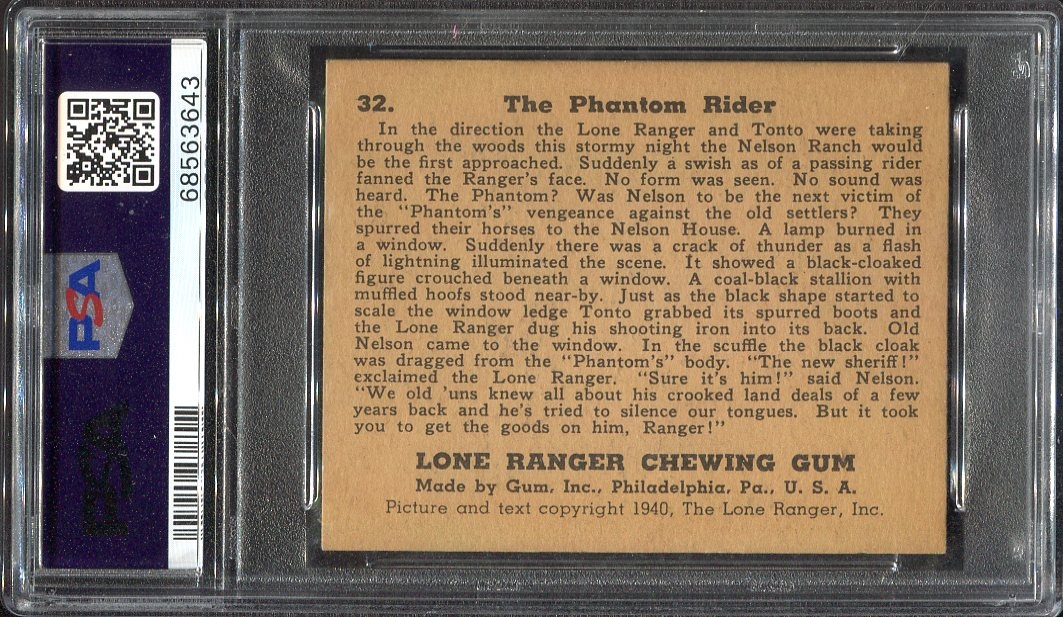 32. The Phantom Rider
In the direction the Lone Ranger and Tonto were taking
through the woods this stormy night the Nelson Ranch would
be the first approached. Suddenly a swish as of a passing rider
fanned the Ranger's face. No form was seen. No sound was
heard. The Phantom? Was Nelson to be the next victim of
the "Phantom's" vengeance against the old settlers? They
spurred their horses to the Nelson House. A lamp burned in
a window. Suddenly there was a crack of thunder as a flash
of lightning illuminated the scene. It showed a black-cloaked
figure crouched beneath a window. A coal-black stallion with
muffled hoofs stood near-by. Just as the black shape started to
scale the window ledge Tonto grabbed its spurred boots and
the Lone Ranger dug his shooting iron into its back. Old
Nelson came to the window. In the scuffle the black cloak
was dragged from the "Phantom's" body. "The new sheriff!"
exclaimed the Lone Ranger. "Sure it's him!" said Nelson.
"We old 'uns knew all about his crooked land deals of a few
years back and he's tried to silence our tongues. But it took
you to get the goods on him, Ranger!"
LONE RANGER CHEWING GUM
Made by Gum, Inc., Philadelphia, Pa., U. S. A.
Picture and text copyright 1940, The Lone Ranger, Inc.
68563643
PSA
PSA